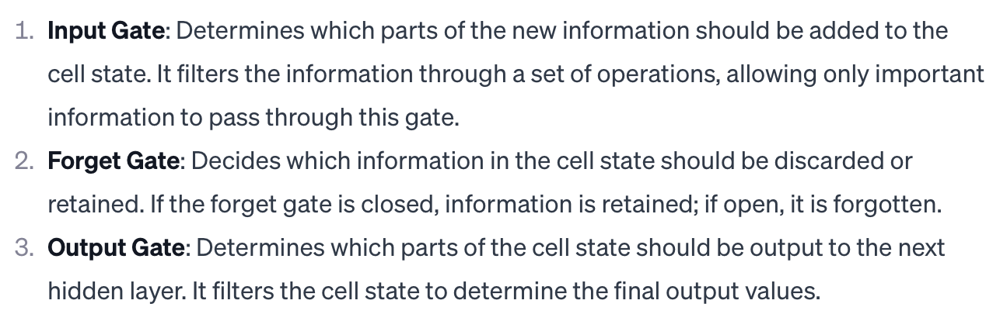 1. Input Gate: Determines which parts of the new information should be added to the
cell state. It filters the information through a set of operations, allowing only important
information to pass through this gate.
2. Forget Gate: Decides which information in the cell state should be discarded or
retained. If the forget gate is closed, information is retained; if open, it is forgotten.
3. Output Gate: Determines which parts of the cell state should be output to the next
hidden layer. It filters the cell state to determine the final output values.